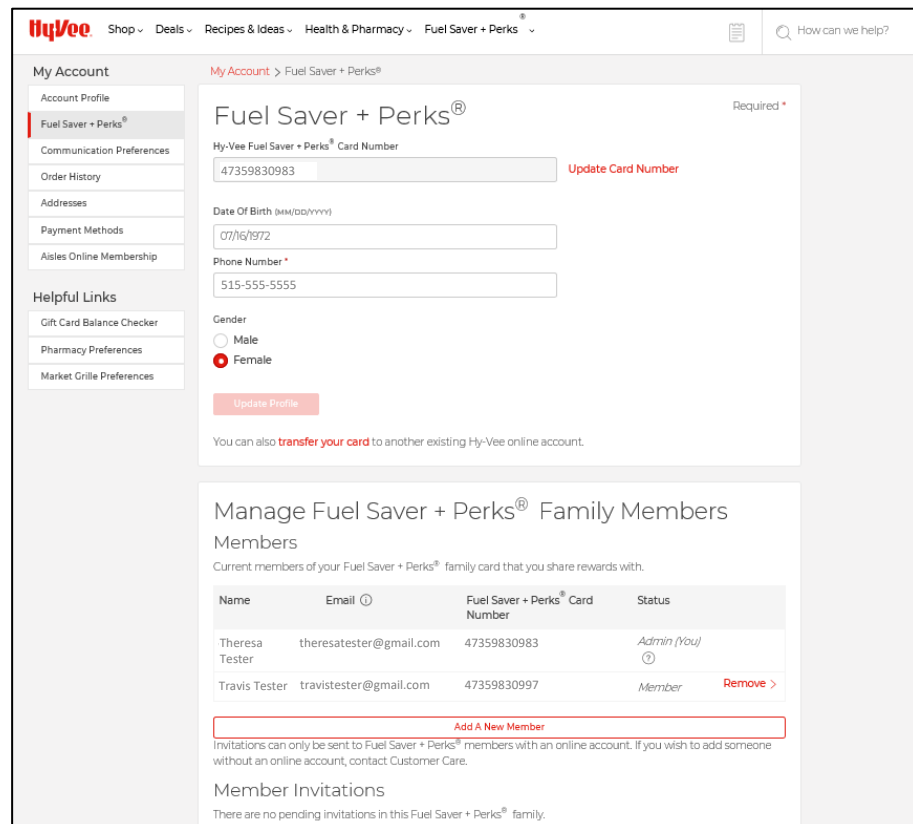 HyVee. Shop Deals Recipes & Ideas Health & Pharmacy Fuel Saver + Perks ® How can we help?
My Account
Account Profile
Fuel Saver + Perks®
Communication Preferences
Order History
Addresses
Payment Methods
Aisles Online Membership
Helpful Links
Gift Card Balance Checker
Pharmacy Preferences
Market Grille Preferences
My Account > Fuel Saver + Perks®
Fuel Saver + Perks®
Required *
Hy-Vee Fuel Saver + Perks® Card Number
47359830983
Update Card Number
Date Of Birth (MM/DD/YYYY)
07/16/1972
Phone Number *
515-555-5555
Gender
Male
Female
Update Profile
You can also transfer your card to another existing Hy-Vee online account.
Manage Fuel Saver + Perks® Family Members
Members
Current members of your Fuel Saver + Perks® family card that you share rewards with.
Name Email Fuel Saver + Perks® Card Status
Number
Theresa theresatester@gmail.com 47359830983 Admin (You)
Tester
Travis Tester travistester@gmail.com 47359830997 Member Remove >
Add A New Member
Invitations can only be sent to Fuel Saver + Perks® members with an online account. If you wish to add someone
without an online account, contact Customer Care.
Member Invitations
There are no pending invitations in this Fuel Saver + Perks® family.